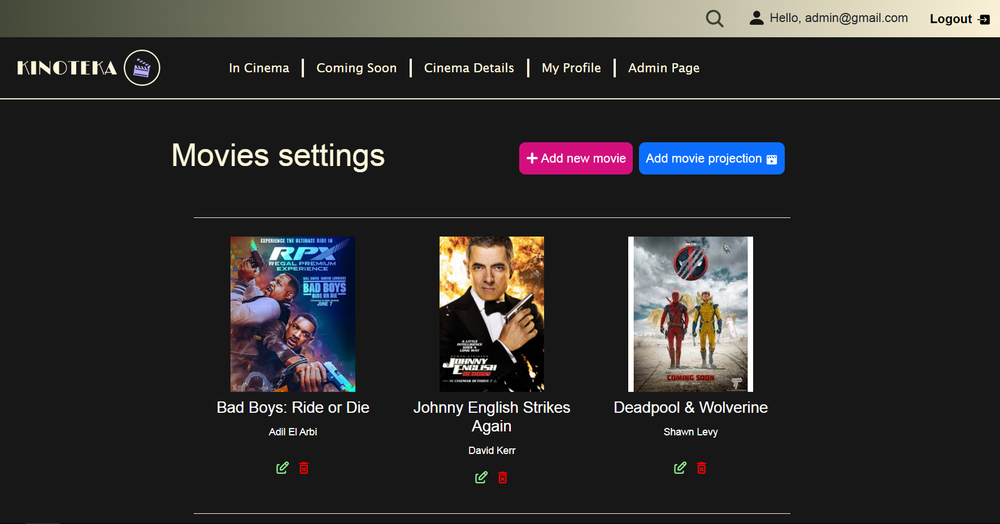 Hello, admin@gmail.com
Logout
KINOTEKA
In Cinema
Coming Soon
Cinema Details
My Profile
Admin Page
Movies settings
Add new movie
Add movie projection
EXPERIENCE THE ULTIMATE RIDE IN
RPX
REGAL PREMIUM
EXPERIENCE
WILL SMITH MARTIN LAWRENCE
BAD BOYS
RIDE OR DIE
JUNE 7
A LITTLE
INTELLIGENCE
GOES A
LONG WAY
ROWAN ATKINSON
JOHNNY
ENGLISH
REBORN
IN CINEMAS OCTOBER 7
COMING SOON
Bad Boys: Ride or Die
Adil El Arbi
Johnny English Strikes
Again
David Kerr
Deadpool & Wolverine
Shawn Levy